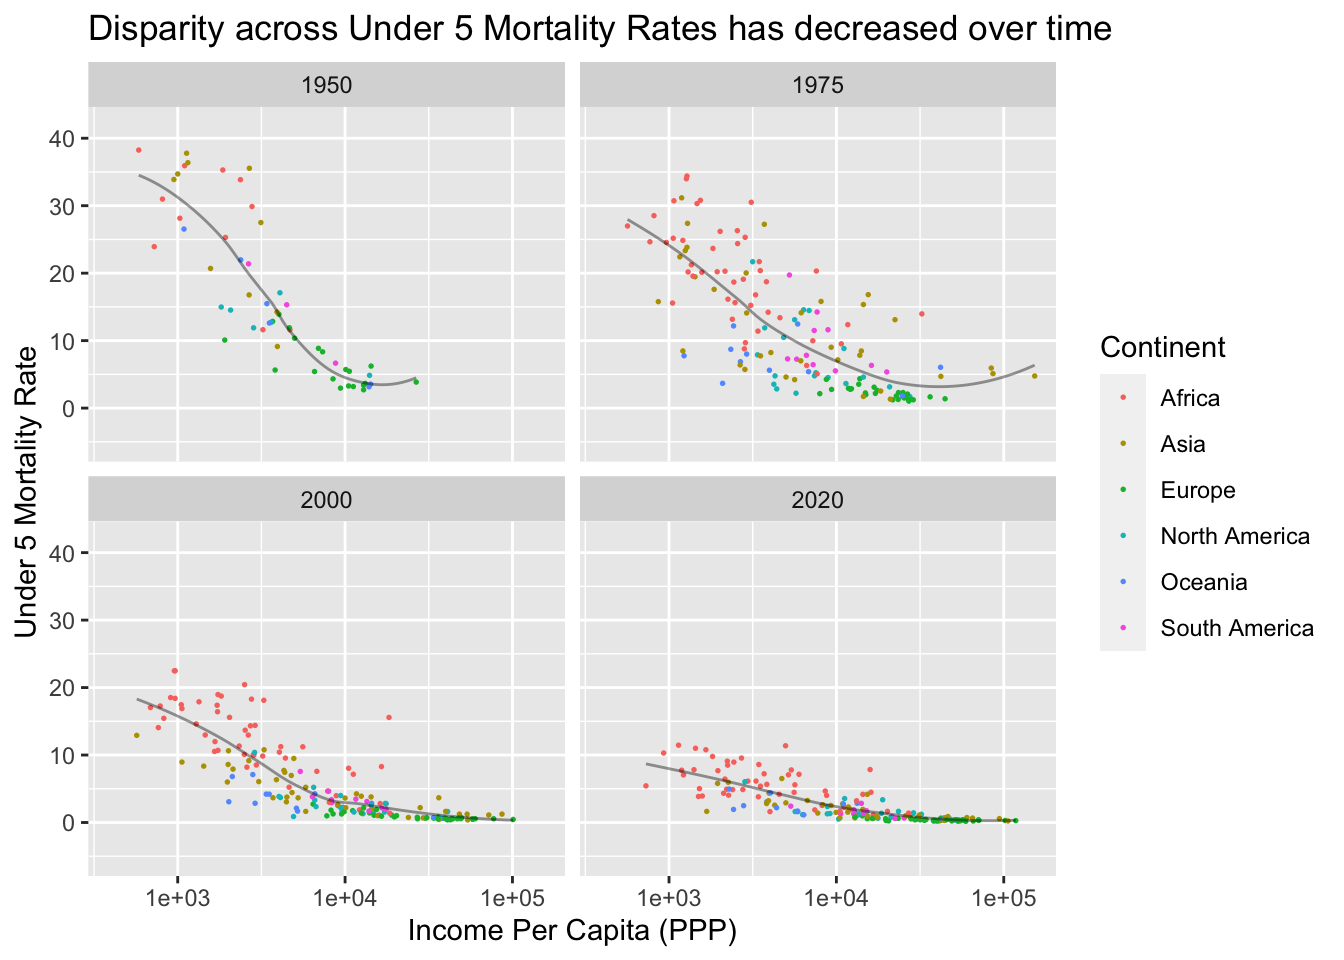 Disparity across Under 5 Mortality Rates has decreased over time
1950
1975
40
30
20
10
0
2000
2020
40
30
20
10
0
1e+03
1e+04
1e+05
1e+03
1e+04
1e+05
Income Per Capita (PPP)
Under 5 Mortality Rate
Continent
Africa
Asia
Europe
North America
Oceania
South America